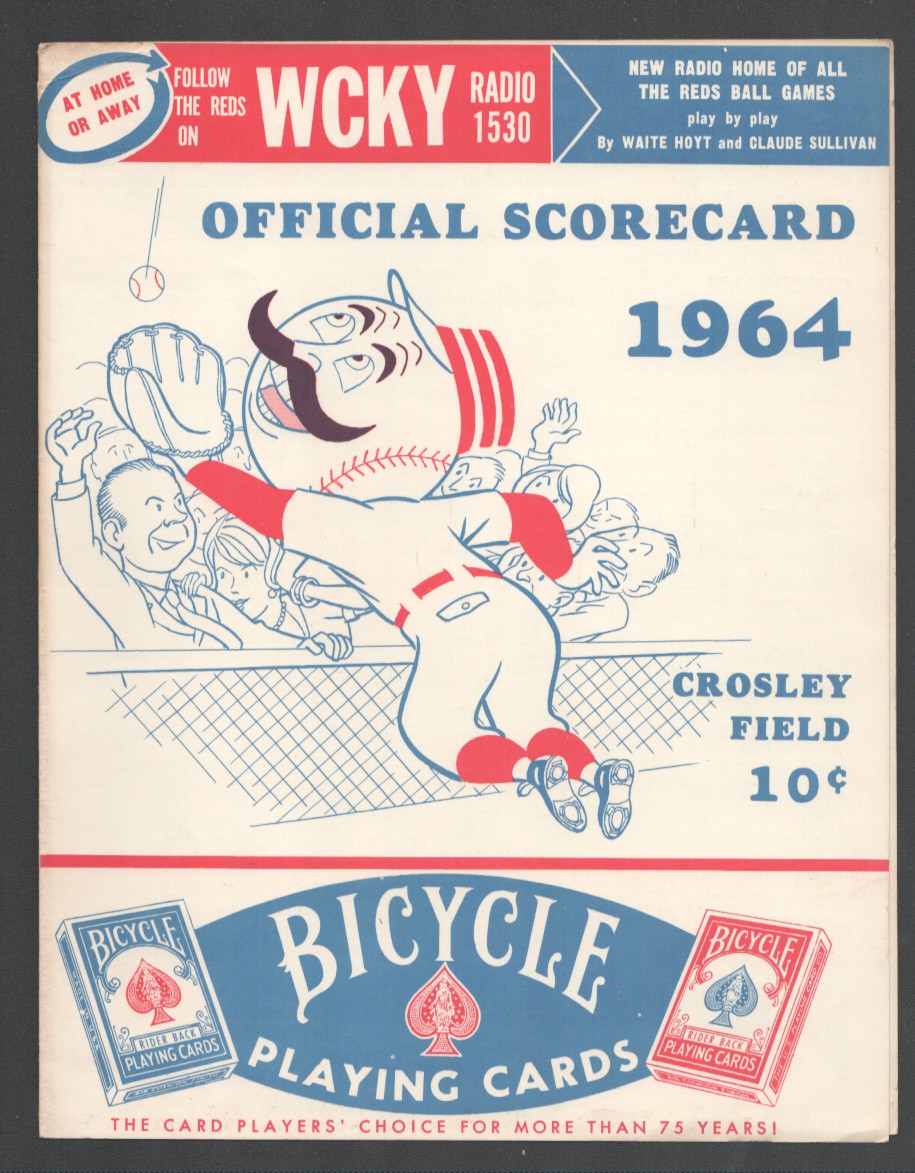 AT HOME
OR AWAY
FOLLOW
THE REDS
ON
WCKY
RADIO
1530
NEW RADIO HOME OF ALL
THE REDS BALL GAMES
play by play
By WAITE HOYT and CLAUDE SULLIVAN
OFFICIAL SCORECARD
1964
CROSLEY
FIELD
10¢
BICYCLE
PLAYING CARDS
BICYCLE
RIDER BACK
PLAYING CARDS
BICYCLE
RIDER BACK
PLAYING CARDS
THE CARD PLAYERS' CHOICE FOR MORE THAN 75 YEARS!